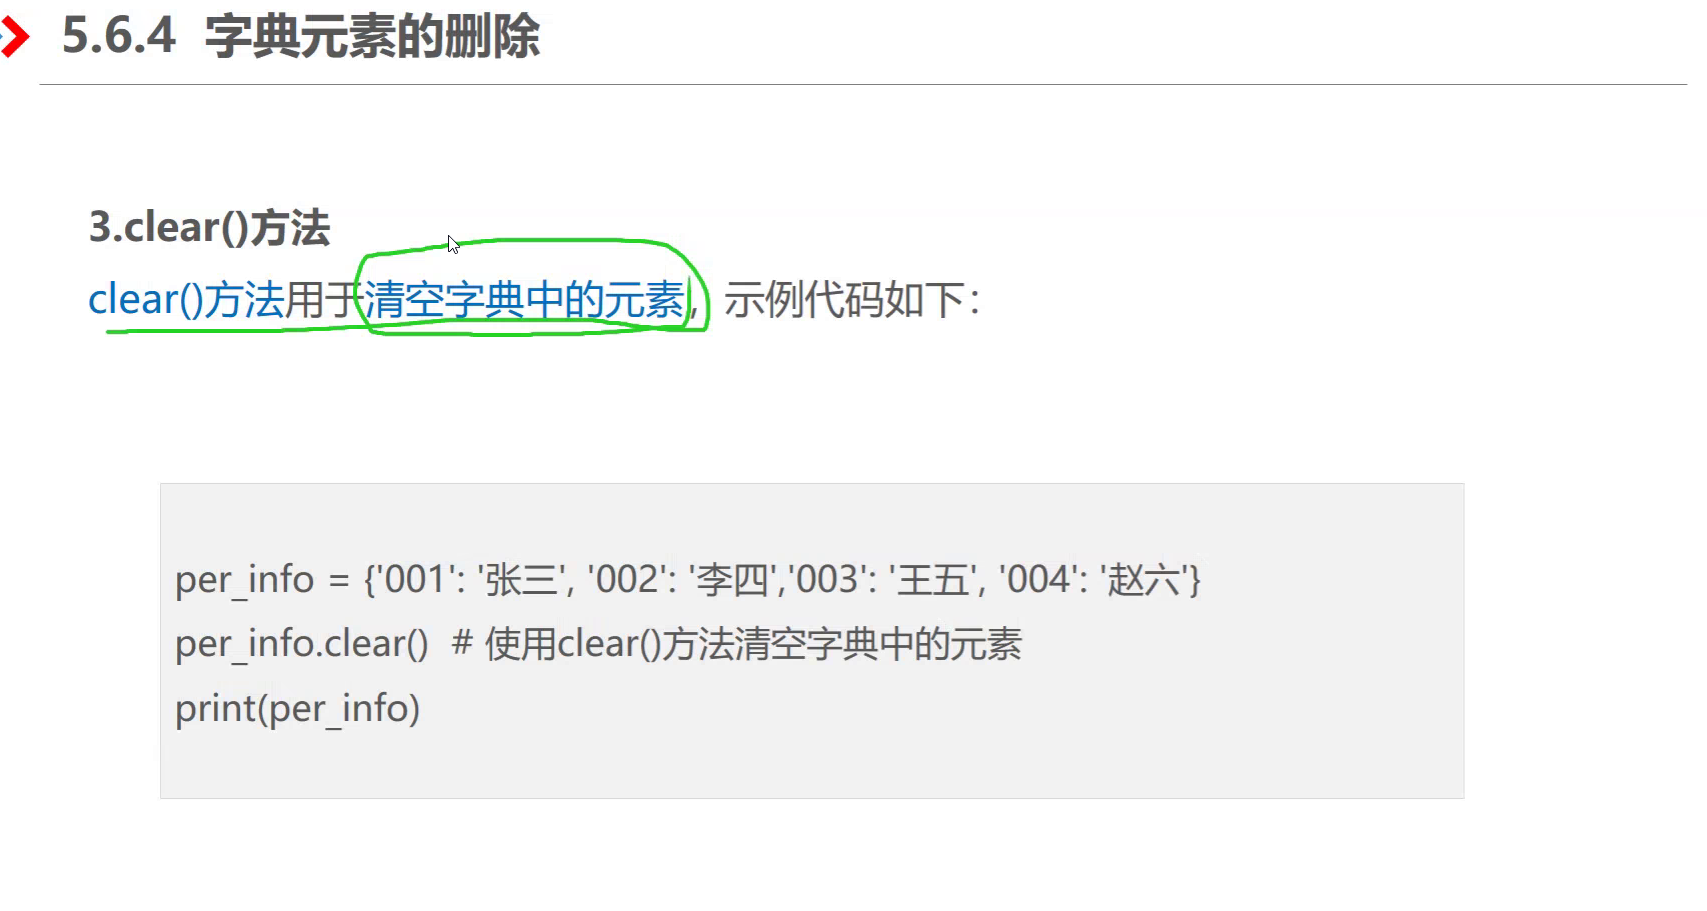 5.6.4 字典元素的删除
3.clear()方法
clear()方法用于清空字典中的元素，示例代码如下：
per_info = {'001': '张三', '002': '李四','003': '王五', '004': '赵六'}
per_info.clear()  # 使用clear()方法清空字典中的元素
print(per_info)